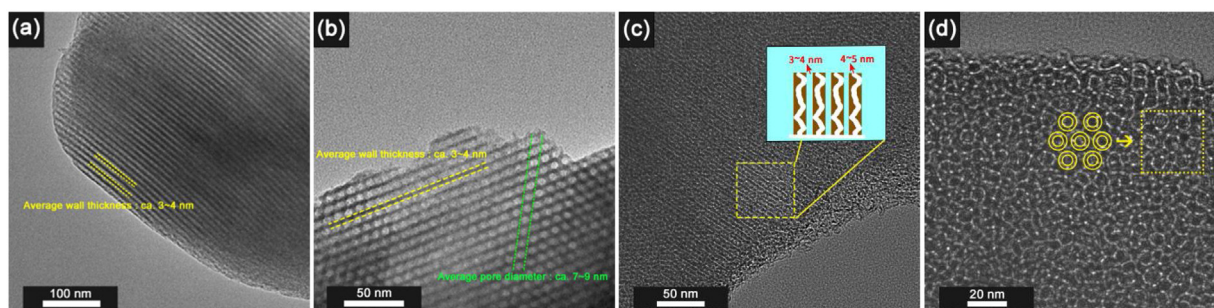 (a)
Average wall thickness : ca. 3~4 nm
100 nm
(b)
Average wall thickness : ca. 3~4 nm
Average pore diameter : ca. 7~9 nm
50 nm
(c)
3~4 nm
4~5 nm
50 nm
(d)
20 nm